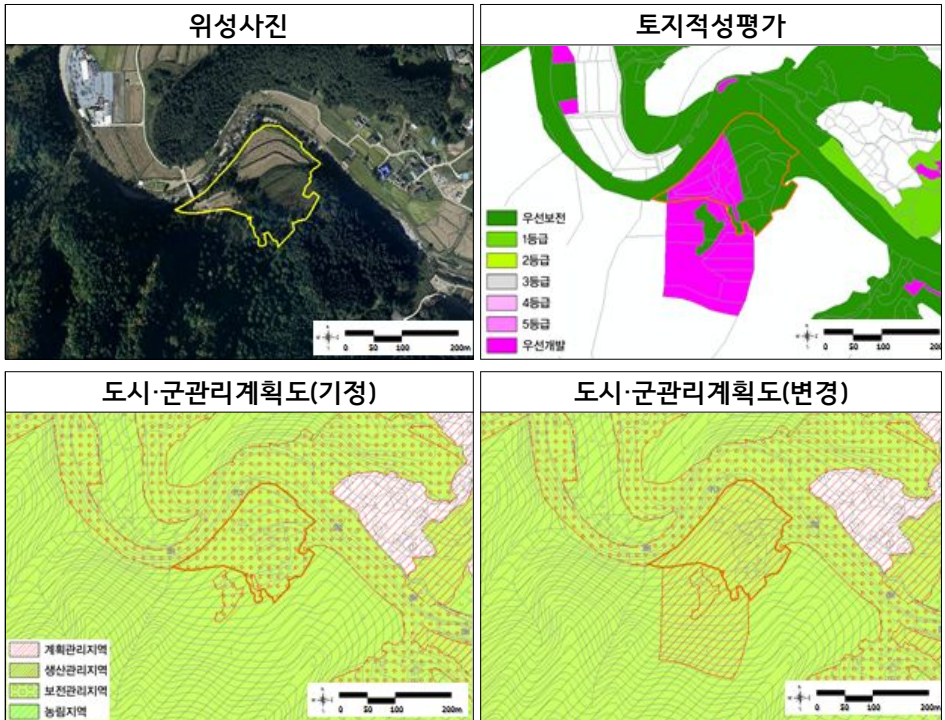 위성사진
토지적성평가
0 50 100 200m
우선보전
1등급
2등급
3등급
4등급
5등급
우선개발
0 50 100 200m
도시·군관리계획도(기정)
도시·군관리계획도(변경)
계획관리지역
생산관리지역
보전관리지역
농림지역
0 50 100 200m
0 50 100 200m